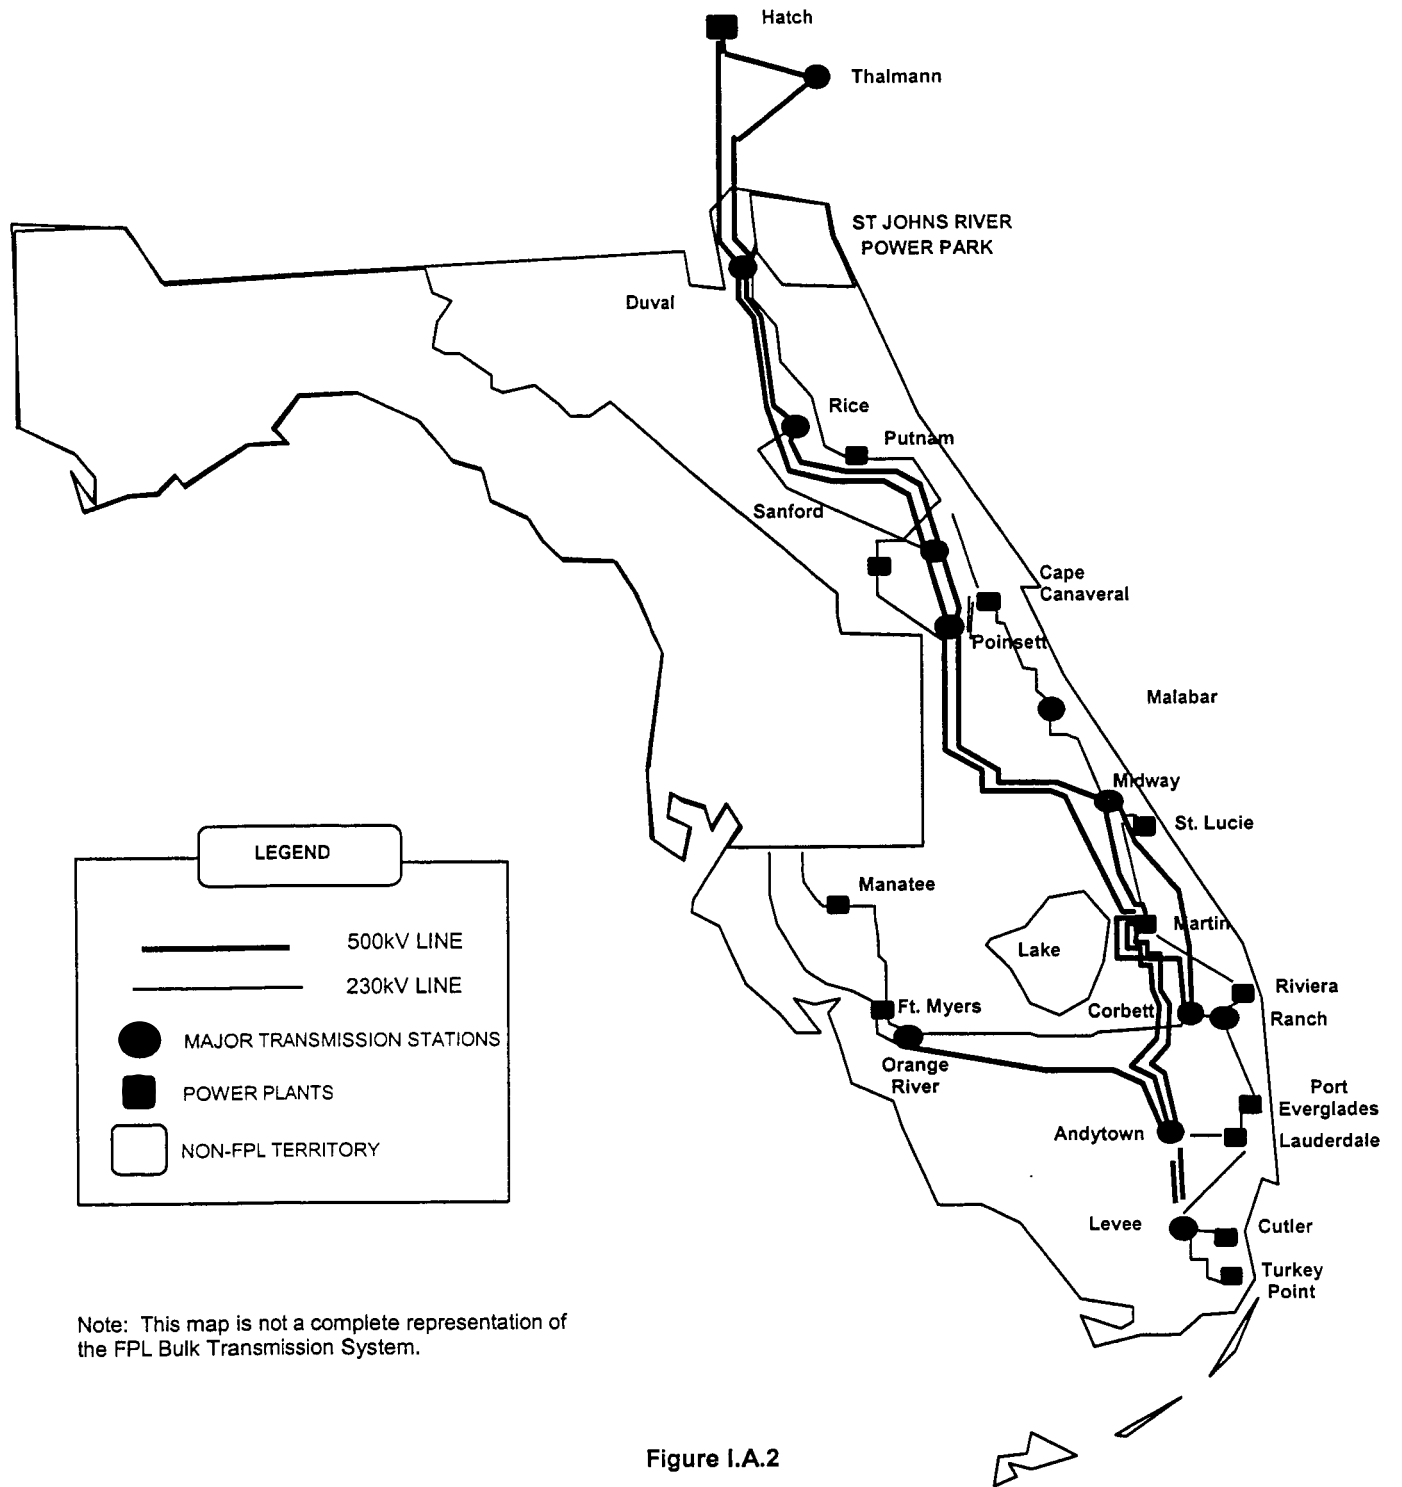 Hatch
Thalmann
ST JOHNS RIVER
POWER PARK
Duval
Rice
Putnam
Sanford
Cape
Canaveral
Poinsett
Malabar
Midway
St. Lucie
LEGEND
500kV LINE
230kV LINE
MAJOR TRANSMISSION STATIONS
POWER PLANTS
NON-FPL TERRITORY
Manatee
Martin
Lake
Riviera
Ft. Myers
Corbett
Ranch
Orange
River
Port
Everglades
Andytown
Lauderdale
Levee
Cutler
Turkey
Point
Note: This map is not a complete representation of
the FPL Bulk Transmission System.
Figure I.A.2